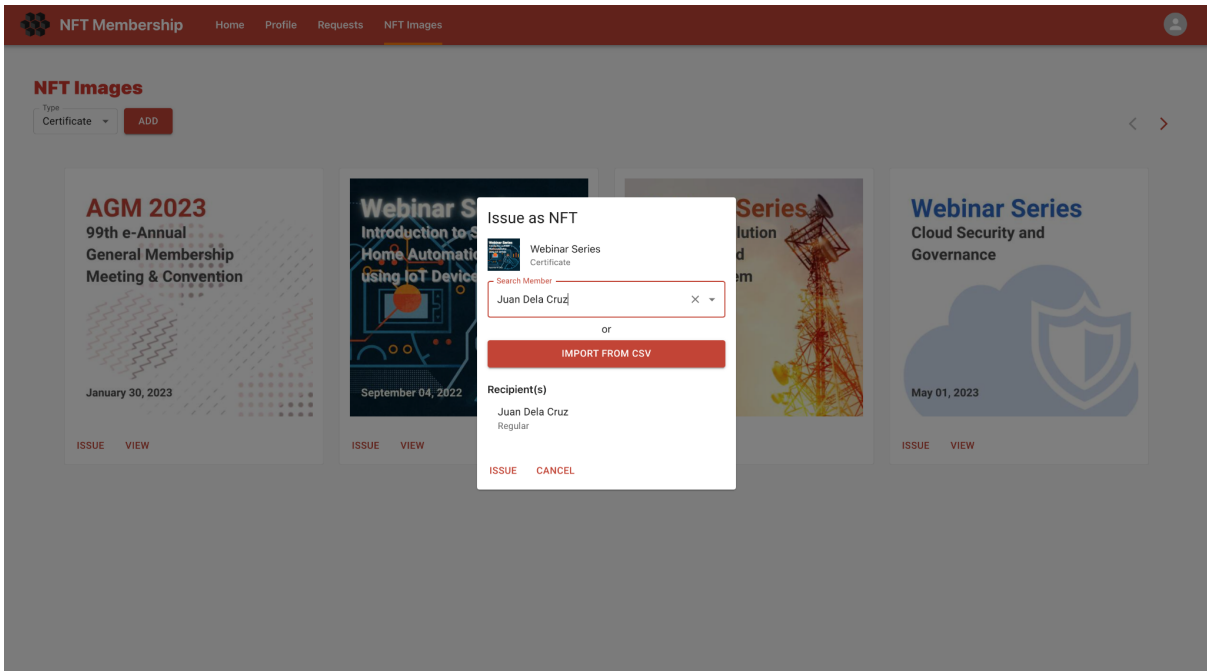 NFT Membership Home Profile Requests NFT Images
NFT Images
Type
Certificate
ADD
AGM 2023
99th e-Annual
General Membership
Meeting & Convention
January 30, 2023
ISSUE VIEW
Webinar S
Introduction to S
Home Automatic
using IoT Device
September 04, 2022
ISSUE VIEW
Issue as NFT
Webinar Series
Certificate
Search Member
Juan Dela Cruz
or
IMPORT FROM CSV
Recipient(s)
Juan Dela Cruz
Regular
ISSUE CANCEL
Series
lution
d
em
Webinar Series
Cloud Security and
Governance
May 01, 2023
ISSUE VIEW